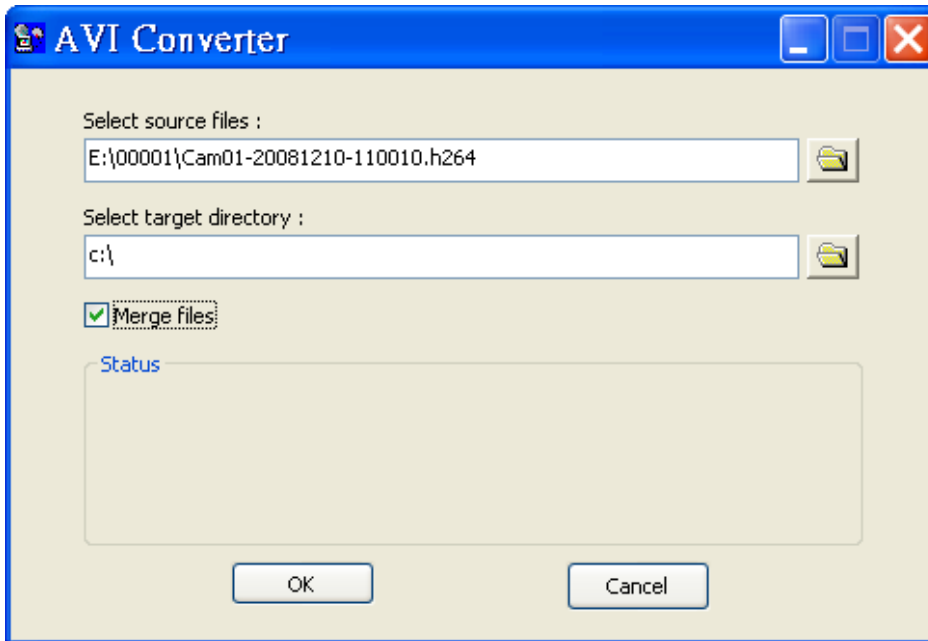 AVI Converter
Select source files :
E:\00001\Cam01-20081210-110010.h264
Select target directory :
c:\
Merge files
Status
OK
Cancel